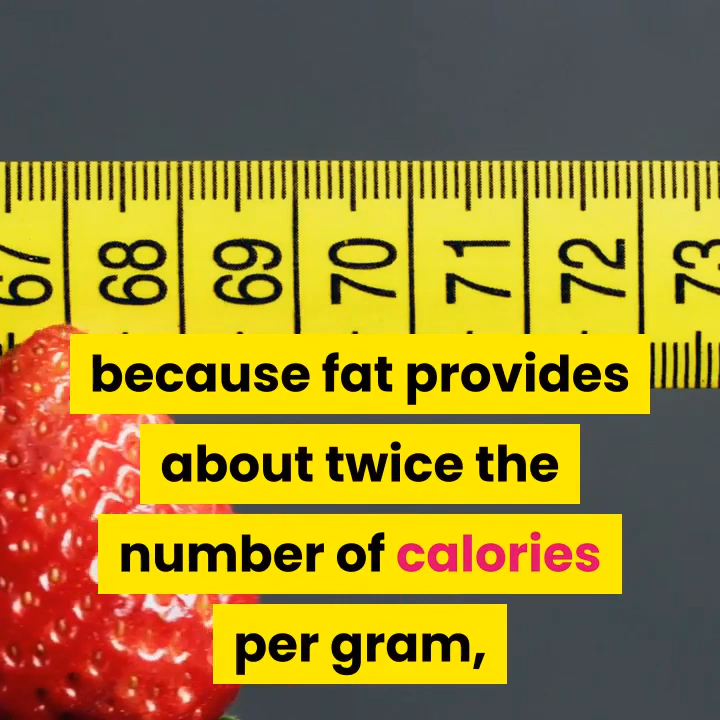 67 68 69 70 71 72 73
because fat provides
about twice the
number of calories
per gram,